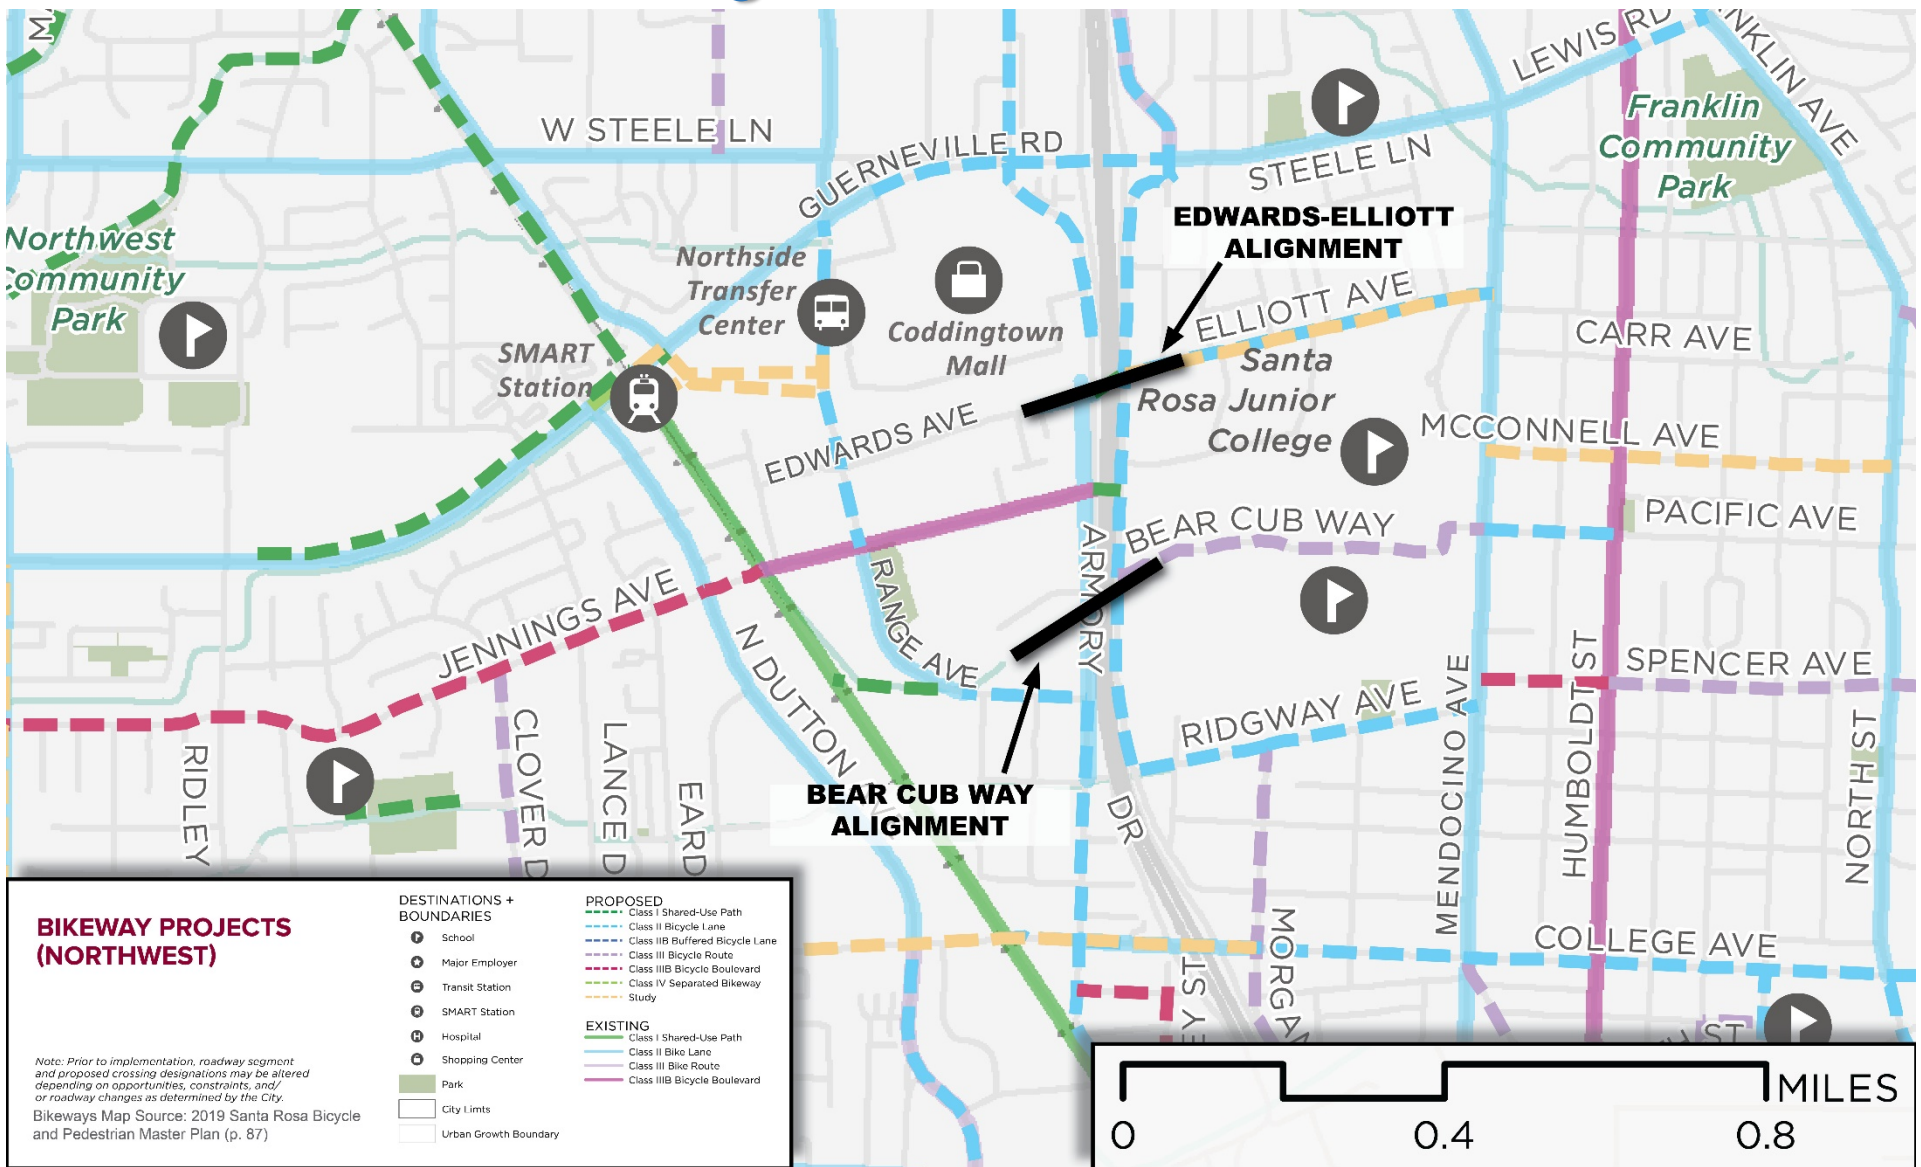 MA
LEWIS RD
FRANKLIN AVE
W STEELE LN
GUERNEVILLE RD
STEELE LN
Franklin
Community
Park
EDWARDS-ELLIOTT
ALIGNMENT
Northwest
Community
Park
Northside
Transfer
Center
Coddingtown
Mall
ELLIOTT AVE
CARR AVE
SMART
Station
Santa
Rosa Junior
College
EDWARDS AVE
MCCONNELL AVE
BEAR CUB WAY
PACIFIC AVE
ARMORY
RANGE AVE
JENNINGS AVE
N DUTTON
SPENCER AVE
HUMBOLDT ST
MENDOCINO AVE
RIDGWAY AVE
NORTH ST
RIDLEY
CLOVER D
LANCE D
EARD
BEAR CUB WAY
ALIGNMENT
DR
COLLEGE AVE
MORGAN
EY ST
H ST
BIKEWAY PROJECTS
(NORTHWEST)
Note: Prior to implementation, roadway segment
and proposed crossing designations may be altered
depending on opportunities, constraints, and/
or roadway changes as determined by the City.
Bikeways Map Source: 2019 Santa Rosa Bicycle
and Pedestrian Master Plan (p. 87)
DESTINATIONS +
BOUNDARIES
School
Major Employer
Transit Station
SMART Station
Hospital
Shopping Center
Park
City Limts
Urban Growth Boundary
PROPOSED
Class I Shared-Use Path
Class II Bicycle Lane
Class IIB Buffered Bicycle Lane
Class III Bicycle Route
Class IIIB Bicycle Boulevard
Class IV Separated Bikeway
Study
EXISTING
Class I Shared-Use Path
Class II Bike Lane
Class III Bike Route
Class IIIB Bicycle Boulevard
MILES
0 0.4 0.8